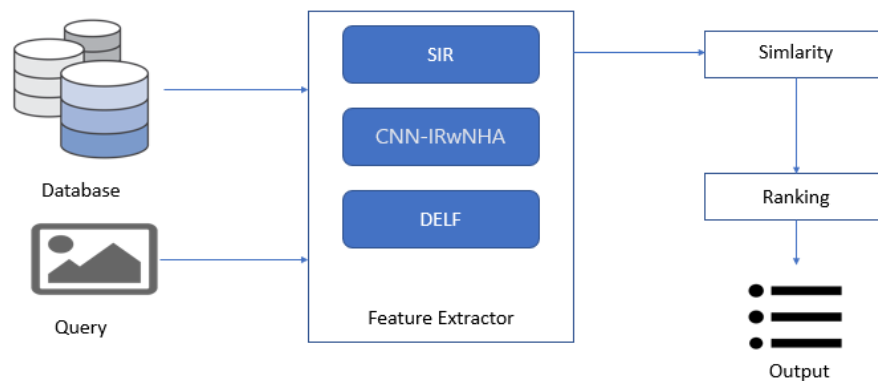 Database
Query
SIR
CNN-IRwNHA
DELF
Feature Extractor
Simlarity
Ranking
Output